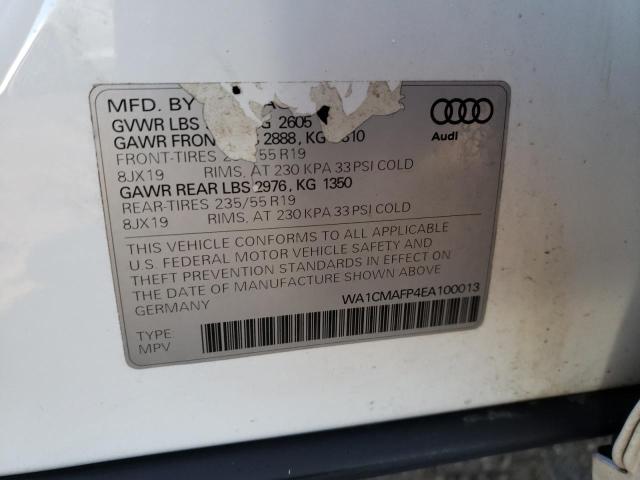 MFD. BY
GVWR LBS 2605
GAWR FRON 2888, KG 10
FRONT-TIRES 55 R19
8JX19 RIMS, AT 230 KPA 33 PSI COLD
GAWR REAR LBS 2976, KG 1350
REAR-TIRES 235/55 R19
8JX19 RIMS, AT 230 KPA 33 PSI COLD
Audi
THIS VEHICLE CONFORMS TO ALL APPLICABLE
U.S. FEDERAL MOTOR VEHICLE SAFETY AND
THEFT PREVENTION STANDARDS IN EFFECT ON
THE DATE OF MANUFACTURE SHOWN ABOVE.
GERMANY
WA1CMAFP4EA100013
TYPE:
MPV